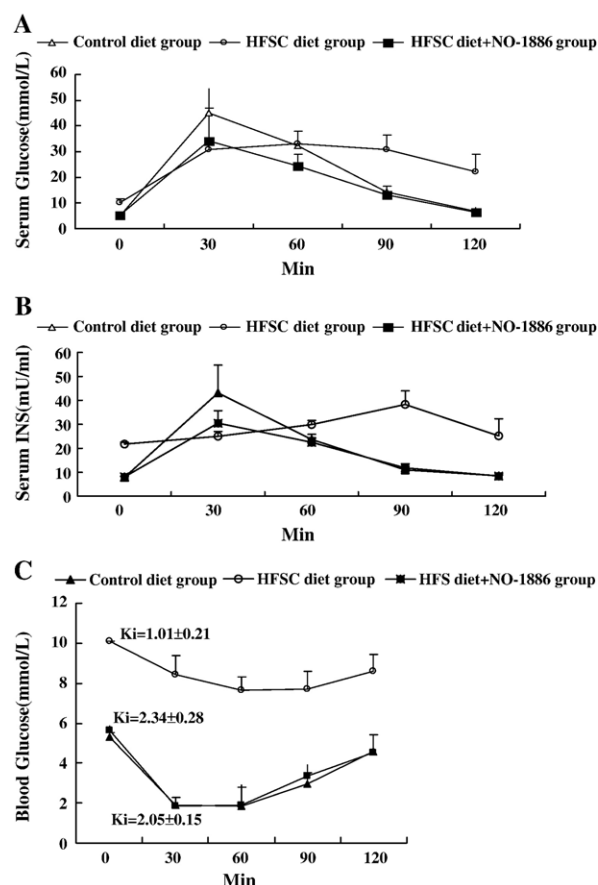 A
Control diet group HFSC diet group HFSC diet+NO-1886 group
Serum Glucose(mmol/L)
60
50
40
30
20
10
0
0 30 60 90 120
Min
B
Control diet group HFSC diet group HFSC diet+NO-1886 group
Serum INS(mU/ml)
60
50
40
30
20
10
0
0 30 60 90 120
Min
C
Control diet group HFSC diet group HFS diet+NO-1886 group
Blood Glucose(mmol/L)
12
10
8
6
4
2
0
Ki=1.01±0.21
Ki=2.34±0.28
Ki=2.05±0.15
0 30 60 90 120
Min